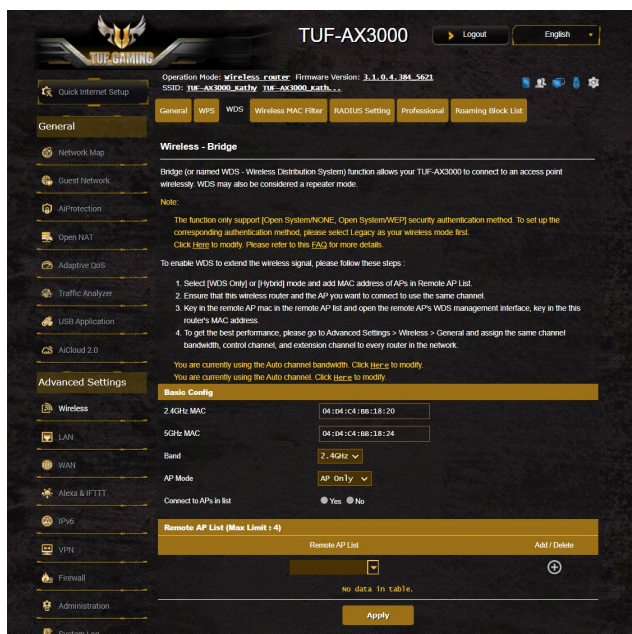 TUF GAMING
TUF-AX3000
Logout
English
Operation Mode: Wireless router Firmware Version: 3.1.0.4.384_5621
SSID: TUF-AX3000_Kathy TUF-AX3000_Kath...
Quick Internet Setup
General
WPS
WDS
Wireless MAC Filter
RADIUS Setting
Professional
Roaming Block List
General
Network Map
Guest Network
AiProtection
Open NAT
Adaptive QoS
Traffic Analyzer
USB Application
AiCloud 2.0
Advanced Settings
Wireless
LAN
WAN
Alexa & IFTTT
IPv6
VPN
Firewall
Administration
System Log
Wireless - Bridge
Bridge (or named WDS - Wireless Distribution System) function allows your TUF-AX3000 to connect to an access point
wirelessly. WDS may also be considered a repeater mode.
Note:
The function only support [Open System/NONE, Open System/WEP] security authentication method. To set up the
corresponding authentication method, please select Legacy as your wireless mode first.
Click Here to modify. Please refer to this FAQ for more details.
To enable WDS to extend the wireless signal, please follow these steps :
1. Select [WDS Only] or [Hybrid] mode and add MAC address of APs in Remote AP List.
2. Ensure that this wireless router and the AP you want to connect to use the same channel.
3. Key in the remote AP mac in the remote AP list and open the remote AP's WDS management interface, key in the this
router's MAC address.
4. To get the best performance, please go to Advanced Settings > Wireless > General and assign the same channel
bandwidth, control channel, and extension channel to every router in the network.
You are currently using the Auto channel bandwidth. Click Here to modify.
You are currently using the Auto channel. Click Here to modify.
Basic Config
2.4GHz MAC
04:D4:C4:BB:18:20
5GHz MAC
04:D4:C4:BB:18:24
Band
2.4GHz
AP Mode
AP Only
Connect to APs in list
Yes No
Remote AP List (Max Limit : 4)
Remote AP List
Add / Delete
No data in table.
Apply